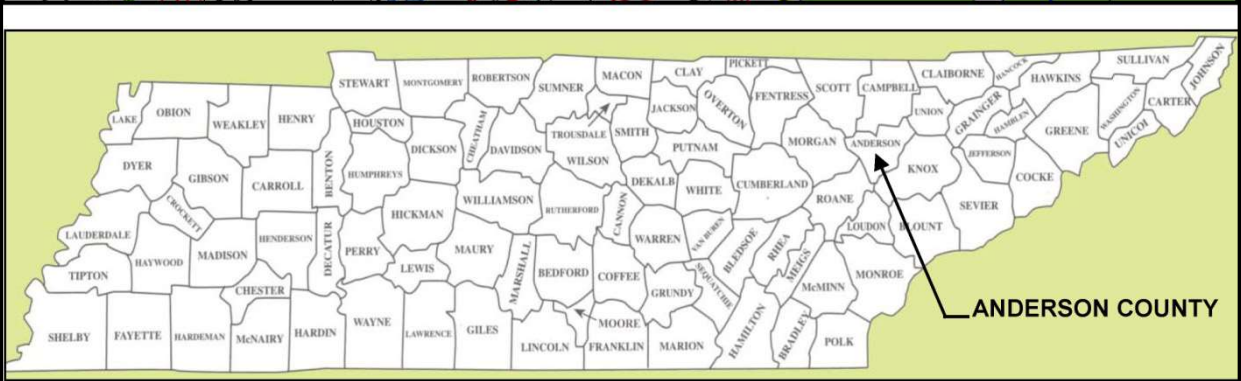 SULLIVAN
JOHNSON
PICKETT
CLAIBORNE
HANCOCK
HAWKINS
STEWART
MONTGOMERY
ROBERTSON
SUMNER
MACON
CLAY
OVERTON
FENTRESS
SCOTT
CAMPBELL
LAKE
OBION
WEAKLEY
HENRY
HOUSTON
CHEATHAM
TROUSDALE
SMITH
JACKSON
UNION
GRAINGER
HAMBLEN
GREENE
WASHINGTON
CARTER
UNICOI
DICKSON
DAVIDSON
WILSON
PUTNAM
MORGAN
ANDERSON
KNOX
JEFFERSON
COCKE
DYER
GIBSON
CARROLL
BENTON
HUMPHREYS
WILLIAMSON
RUTHERFORD
CANNON
DEKALB
WHITE
CUMBERLAND
ROANE
SEVIER
CROCKETT
HICKMAN
LOUDON
BLOUNT
LAUDERDALE
HAYWOOD
MADISON
HENDERSON
DECATUR
PERRY
LEWIS
MAURY
MARSHALL
BEDFORD
COFFEE
WARREN
VAN BUREN
BLEDSOE
RHEA
MEIGS
MONROE
TIPTON
CHESTER
GRUNDY
SEQUATCHIE
McMINN
SHELBY
FAYETTE
HARDEMAN
McNAIRY
HARDIN
WAYNE
LAWRENCE
GILES
LINCOLN
MOORE
FRANKLIN
MARION
HAMILTON
BRADLEY
POLK
ANDERSON COUNTY